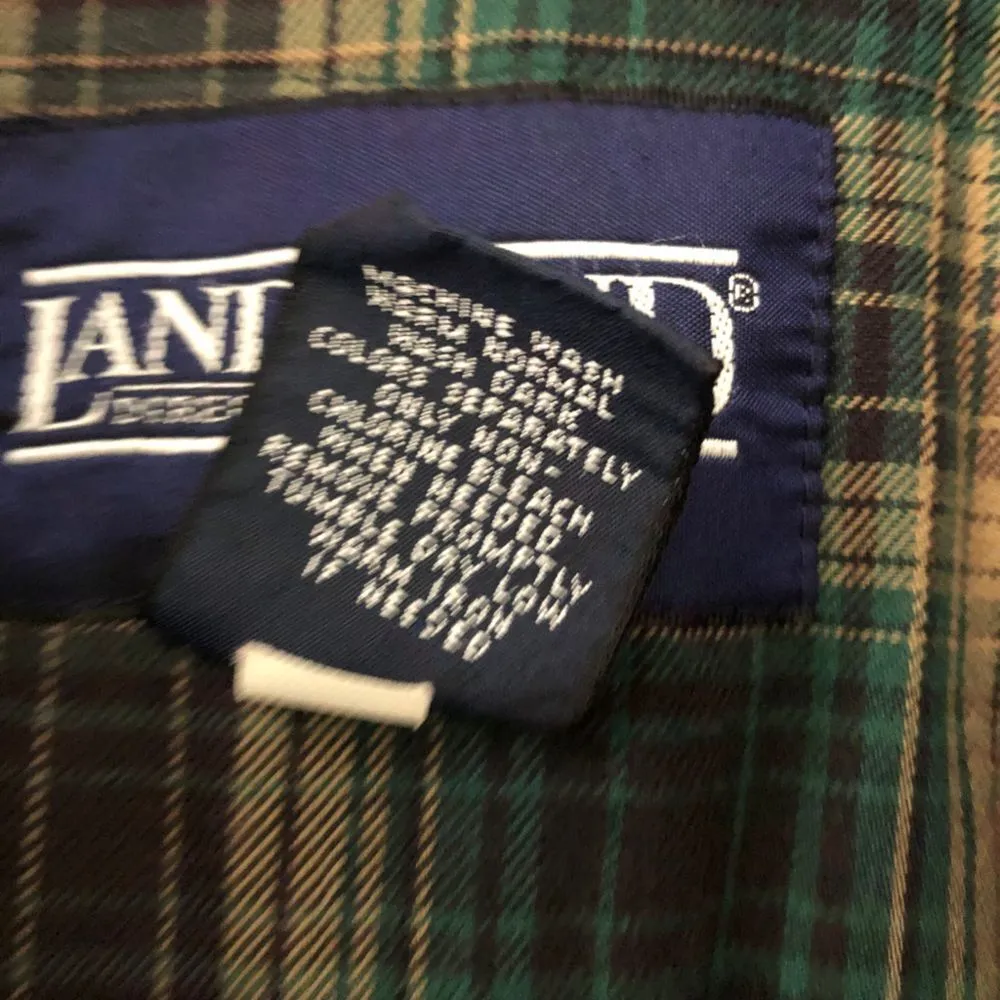 LAND
®
MACHINE WASH
WARM NORMAL
WASH DARK
COLORS SEPARATELY
ONLY NON-
CHLORINE BLEACH
WHEN NEEDED
REMOVE PROMPTLY
TUMBLE DRY LOW
WARM IRON
IF NEEDED